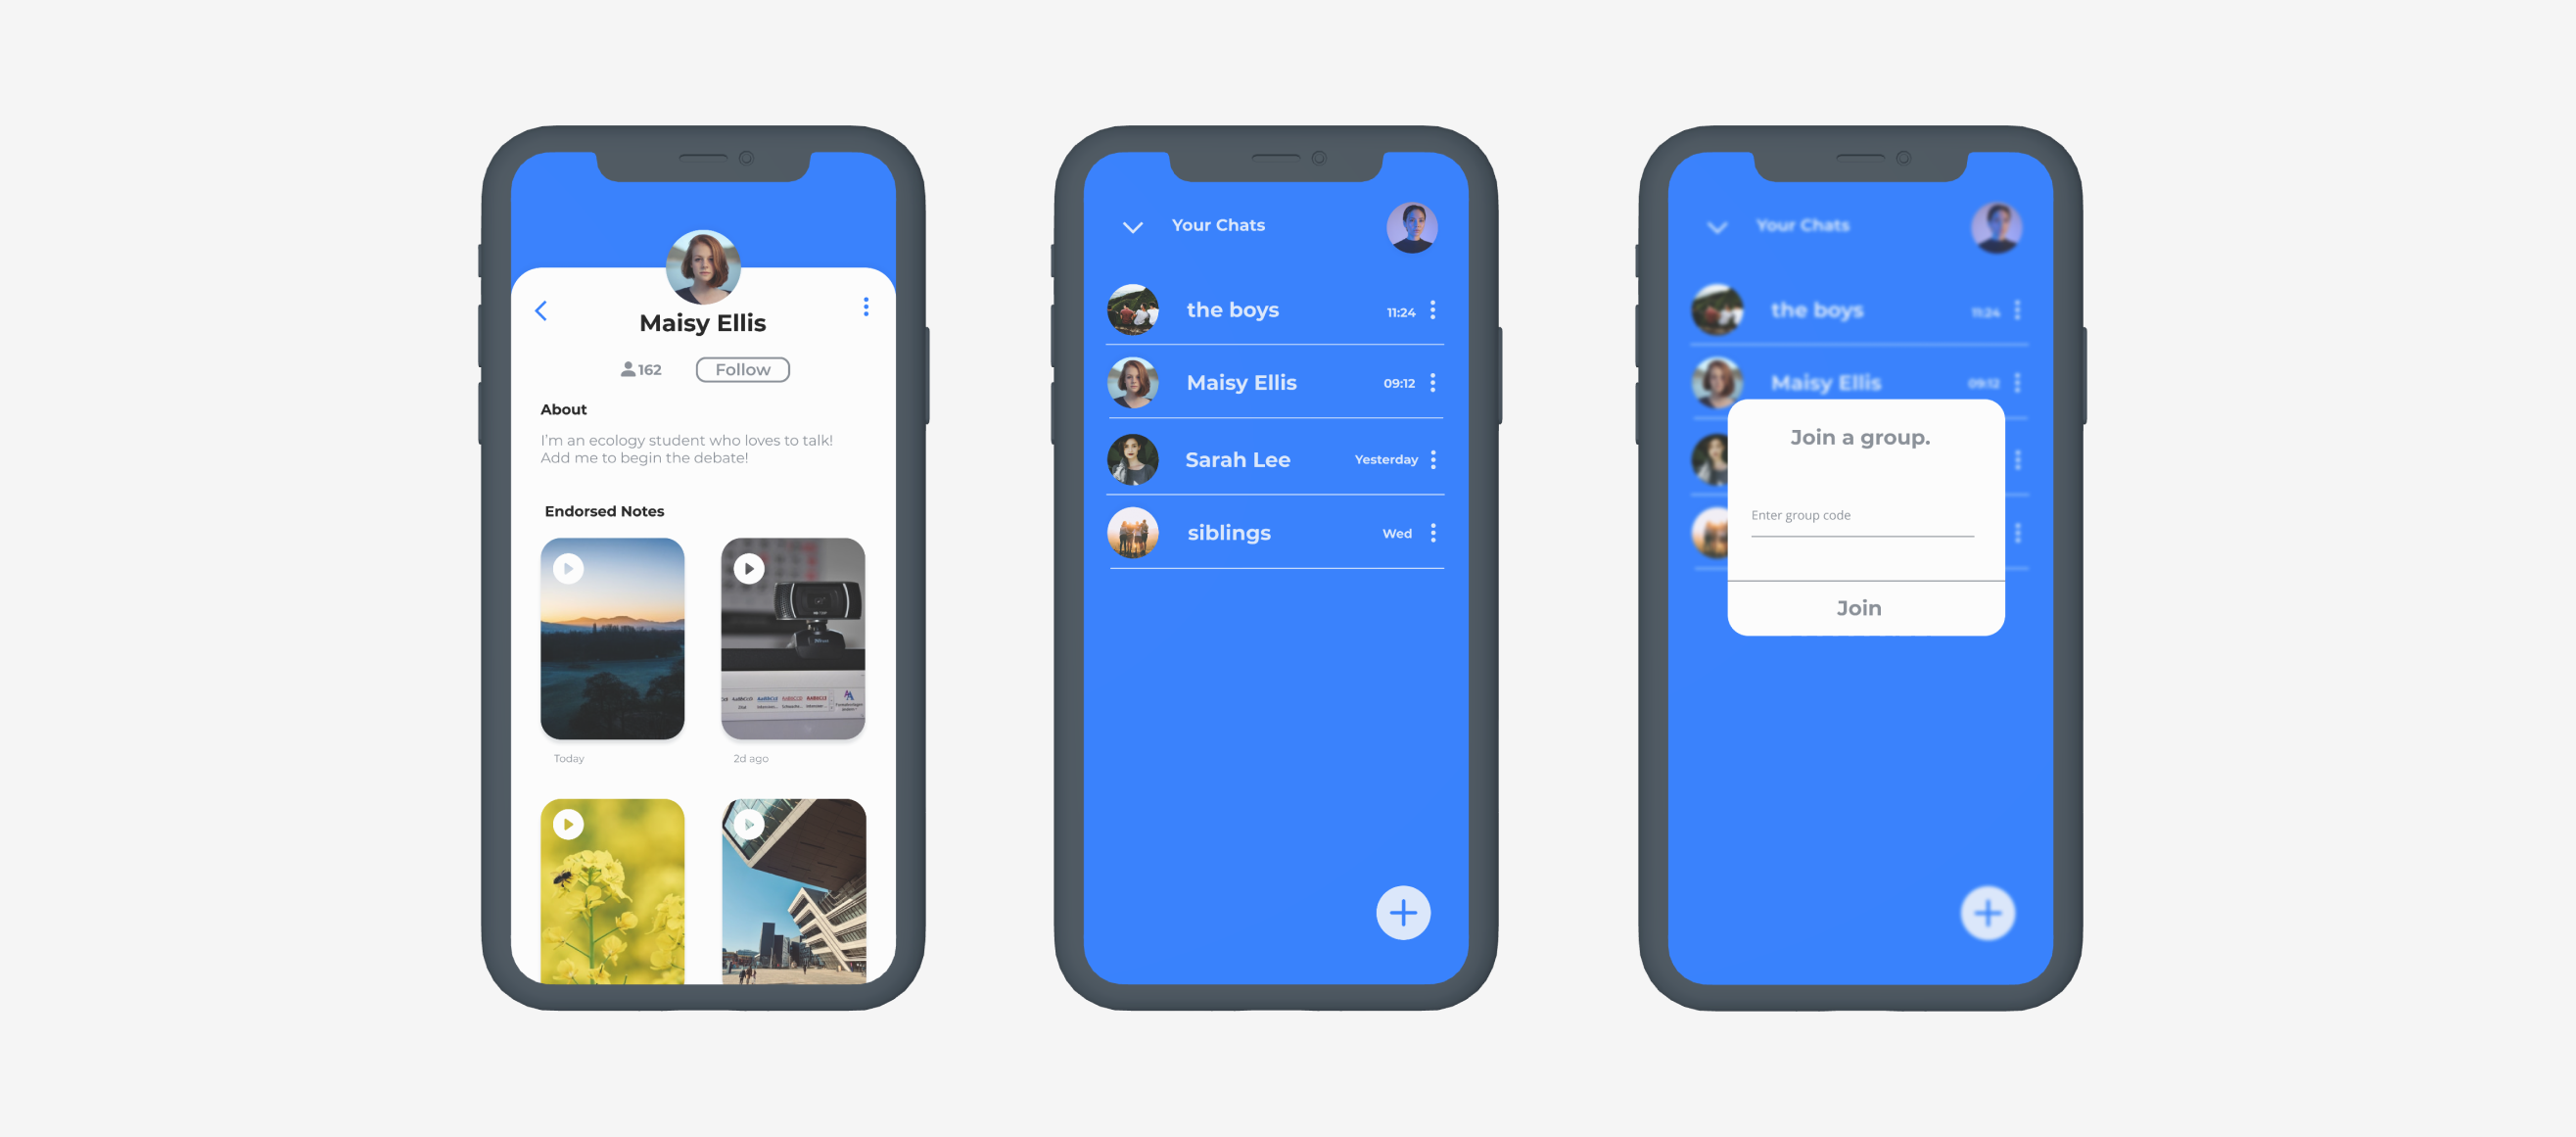 Maisy Ellis
162
Follow
About
I'm an ecology student who loves to talk!
Add me to begin the debate!
Endorsed Notes
Today
2d ago
Your Chats
the boys
11:24
Maisy Ellis
09:12
Sarah Lee
Yesterday
siblings
Wed
Your Chats
the boys
11:24
Maisy Ellis
09:12
Join a group.
Enter group code
Join